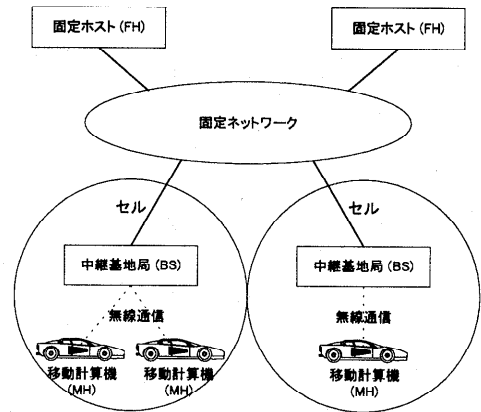 固定ホスト(FH)
固定ホスト(FH)
固定ネットワーク
セル
セル
中継基地局(BS)
中継基地局(BS)
無線通信
無線通信
移動計算機
(MH)
移動計算機
(MH)
移動計算機
(MH)